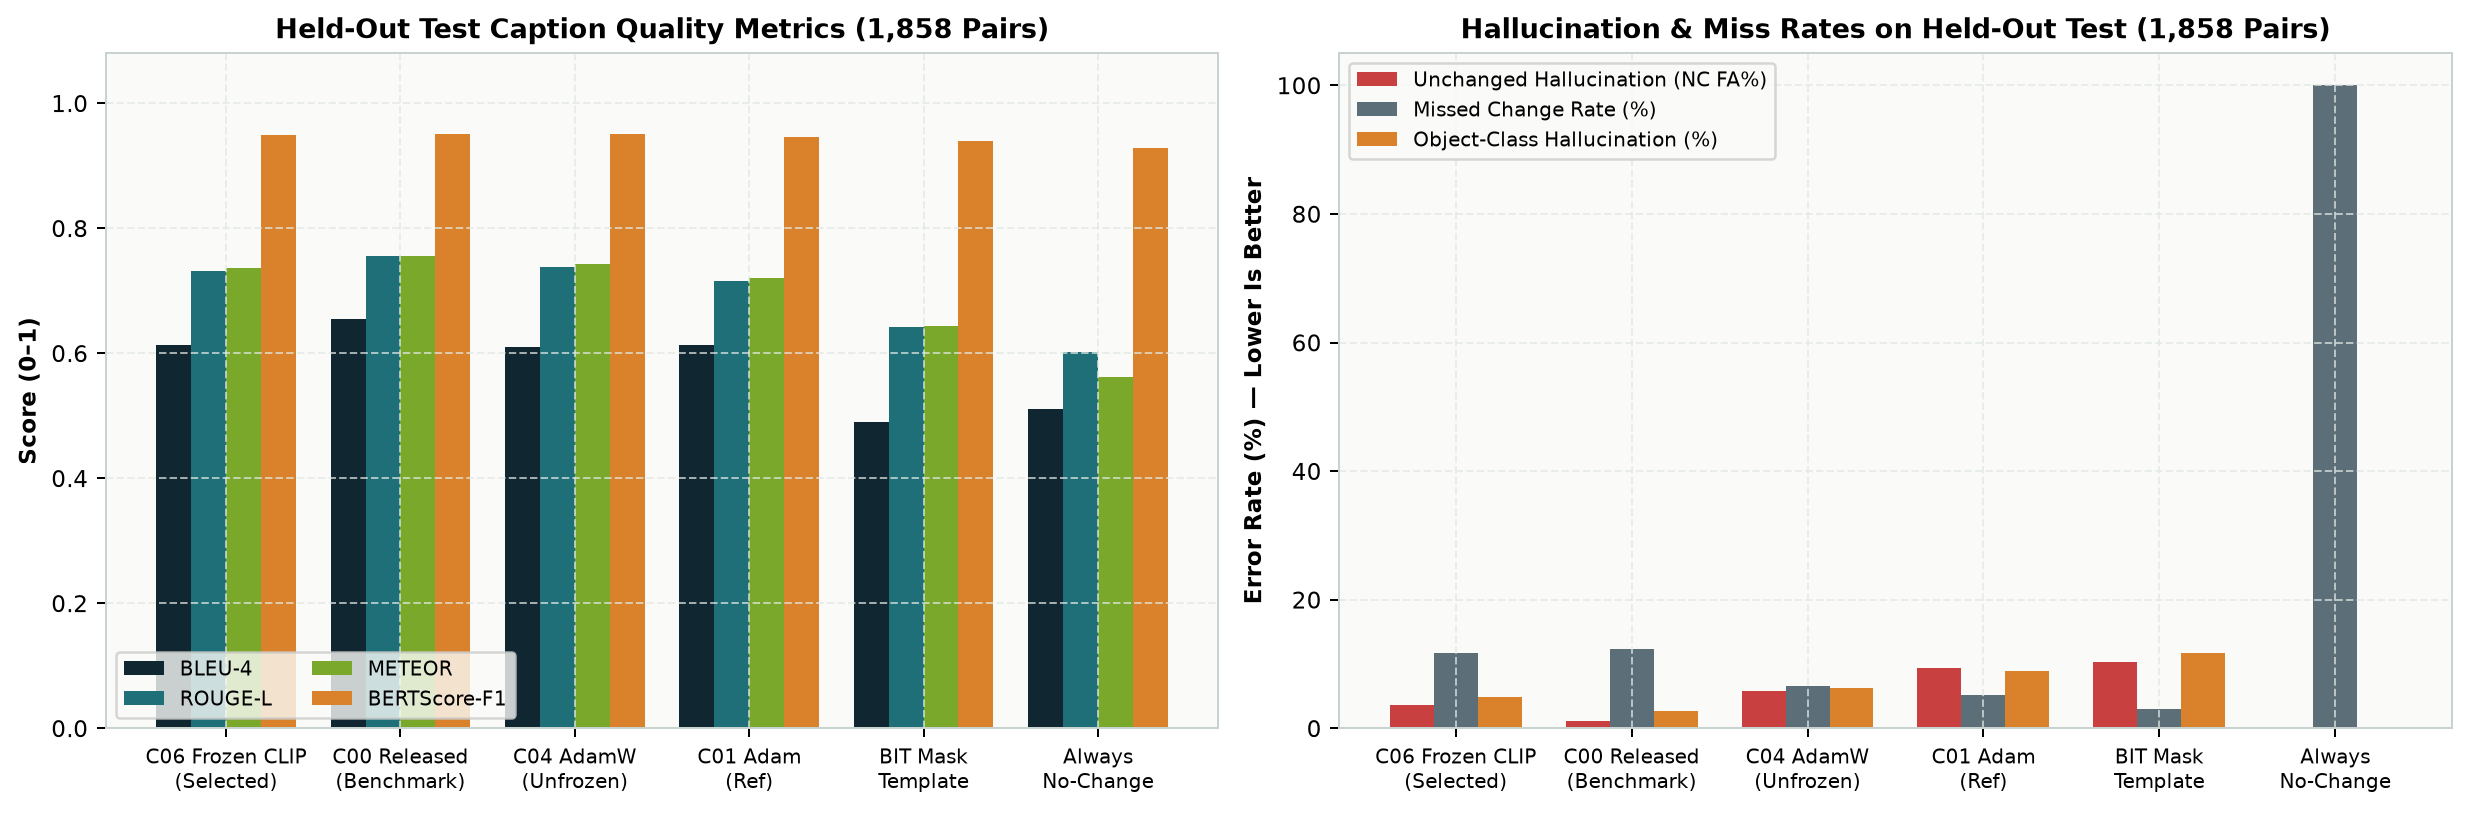 Held-Out Test Caption Quality Metrics (1,858 Pairs)
Score (0–1)
1.0
0.8
0.6
0.4
0.2
0.0
BLEU-4
ROUGE-L
METEOR
BERTScore-F1
C06 Frozen CLIP
(Selected)
C00 Released
(Benchmark)
C04 AdamW
(Unfrozen)
C01 Adam
(Ref)
BIT Mask
Template
Always
No-Change
Hallucination & Miss Rates on Held-Out Test (1,858 Pairs)
Error Rate (%) — Lower Is Better
100
80
60
40
20
0
Unchanged Hallucination (NC FA%)
Missed Change Rate (%)
Object-Class Hallucination (%)
C06 Frozen CLIP
(Selected)
C00 Released
(Benchmark)
C04 AdamW
(Unfrozen)
C01 Adam
(Ref)
BIT Mask
Template
Always
No-Change